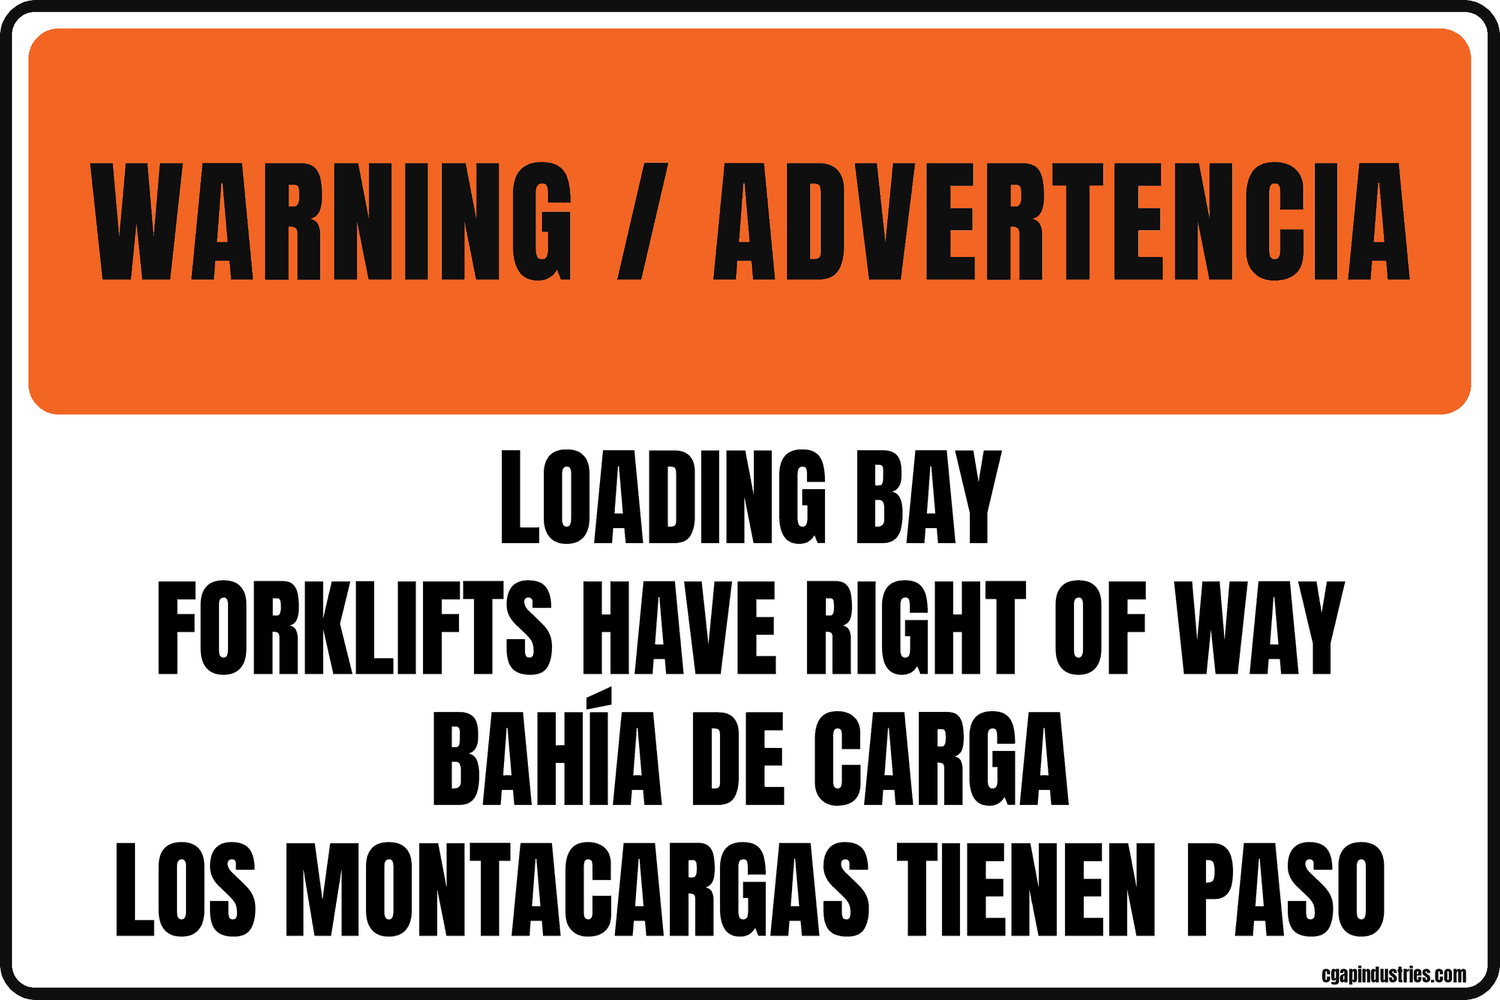 WARNING / ADVERTENCIA
LOADING BAY
FORKLIFTS HAVE RIGHT OF WAY
BAHÍA DE CARGA
LOS MONTACARGAS TIENEN PASO
cgapindustries.com